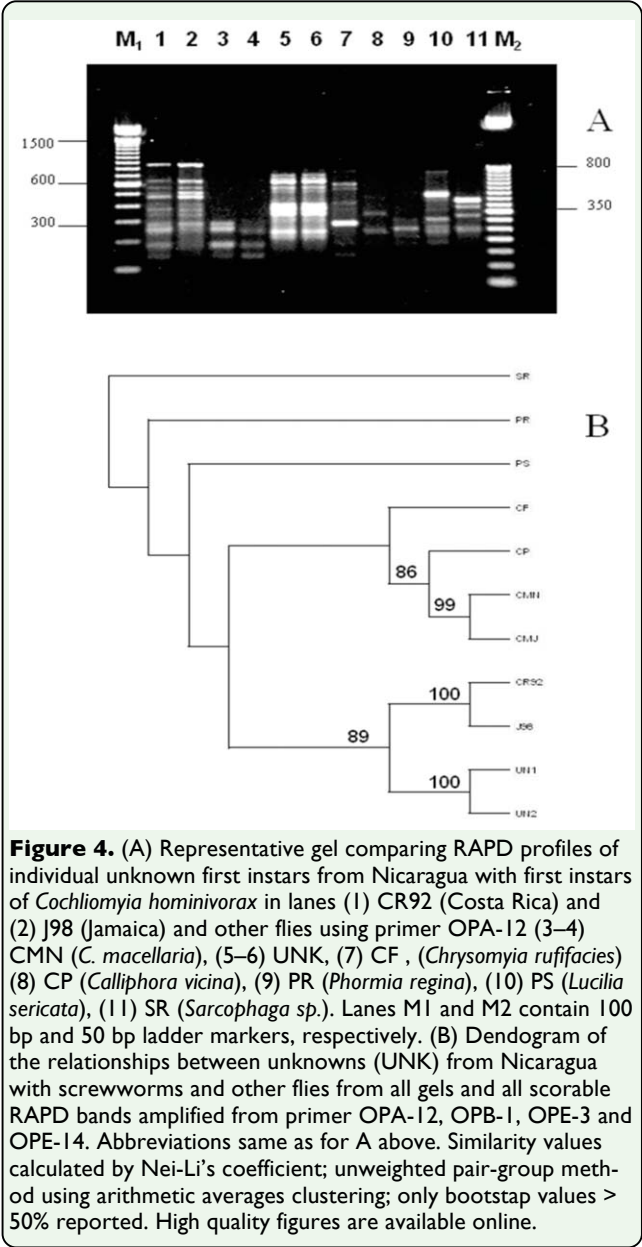 M1 1 2 3 4 5 6 7 8 9 10 11 M2
A
1500
800
600
350
300
SR
PR
B
PS
CF
CP
86
CMN
99
CMJ
CR92
100
J98
89
UN1
100
UN2
Figure 4. (A) Representative gel comparing RAPD profiles of
individual unknown first instars from Nicaragua with first instars
of Cochliomyia hominivorax in lanes (1) CR92 (Costa Rica) and
(2) J98 (Jamaica) and other flies using primer OPA-12 (3–4)
CMN (C. macellaria), (5–6) UNK, (7) CF , (Chrysomyia rufifacies)
(8) CP (Calliphora vicina), (9) PR (Phormia regina), (10) PS (Lucilia
sericata), (11) SR (Sarcophaga sp.). Lanes M1 and M2 contain 100
bp and 50 bp ladder markers, respectively. (B) Dendogram of
the relationships between unknowns (UNK) from Nicaragua
with screwworms and other flies from all gels and all scorable
RAPD bands amplified from primer OPA-12, OPB-1, OPE-3 and
OPE-14. Abbreviations same as for A above. Similarity values
calculated by Nei-Li's coefficient; unweighted pair-group meth-
od using arithmetic averages clustering; only bootstap values >
50% reported. High quality figures are available online.